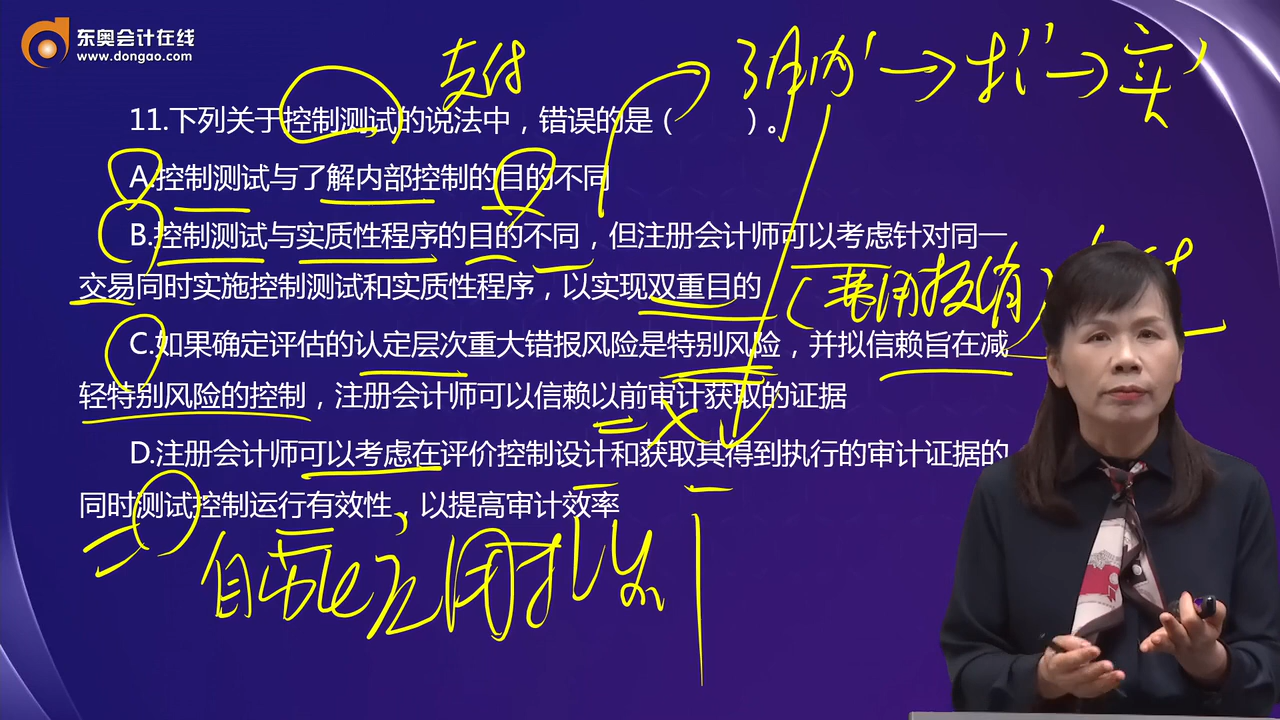 东奥会计在线
www.dongao.com
支付
11.下列关于控制测试的说法中，错误的是（　　）。
A.控制测试与了解内部控制的目的不同
B.控制测试与实质性程序的目的不同，但注册会计师可以考虑针对同一
交易同时实施控制测试和实质性程序，以实现双重目的
C.如果确定评估的认定层次重大错报风险是特别风险，并拟信赖旨在减
轻特别风险的控制，注册会计师可以信赖以前审计获取的证据
D.注册会计师可以考虑在评价控制设计和获取其得到执行的审计证据的
同时测试控制运行有效性，以提高审计效率